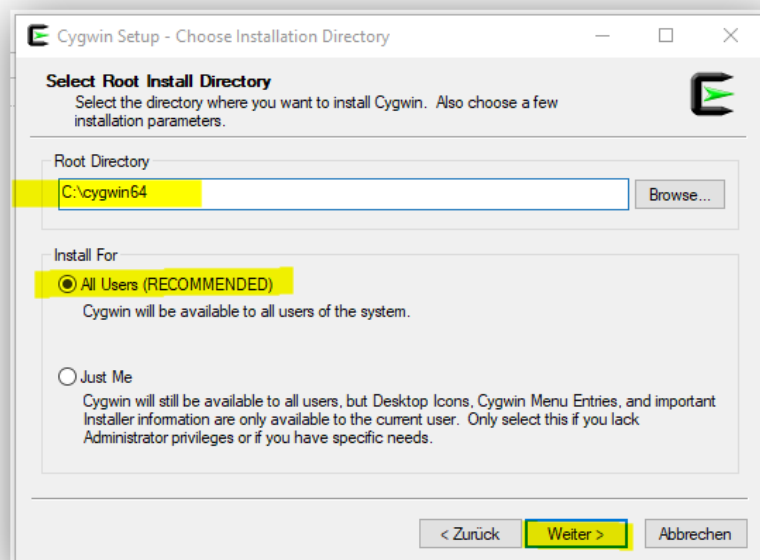 Cygwin Setup - Choose Installation Directory
Select Root Install Directory
Select the directory where you want to install Cygwin. Also choose a few
installation parameters.
Root Directory
C:\cygwin64
Browse...
Install For
All Users (RECOMMENDED)
Cygwin will be available to all users of the system.
Just Me
Cygwin will still be available to all users, but Desktop Icons, Cygwin Menu Entries, and important
Installer information are only available to the current user. Only select this if you lack
Administrator privileges or if you have specific needs.
< Zurück
Weiter >
Abbrechen